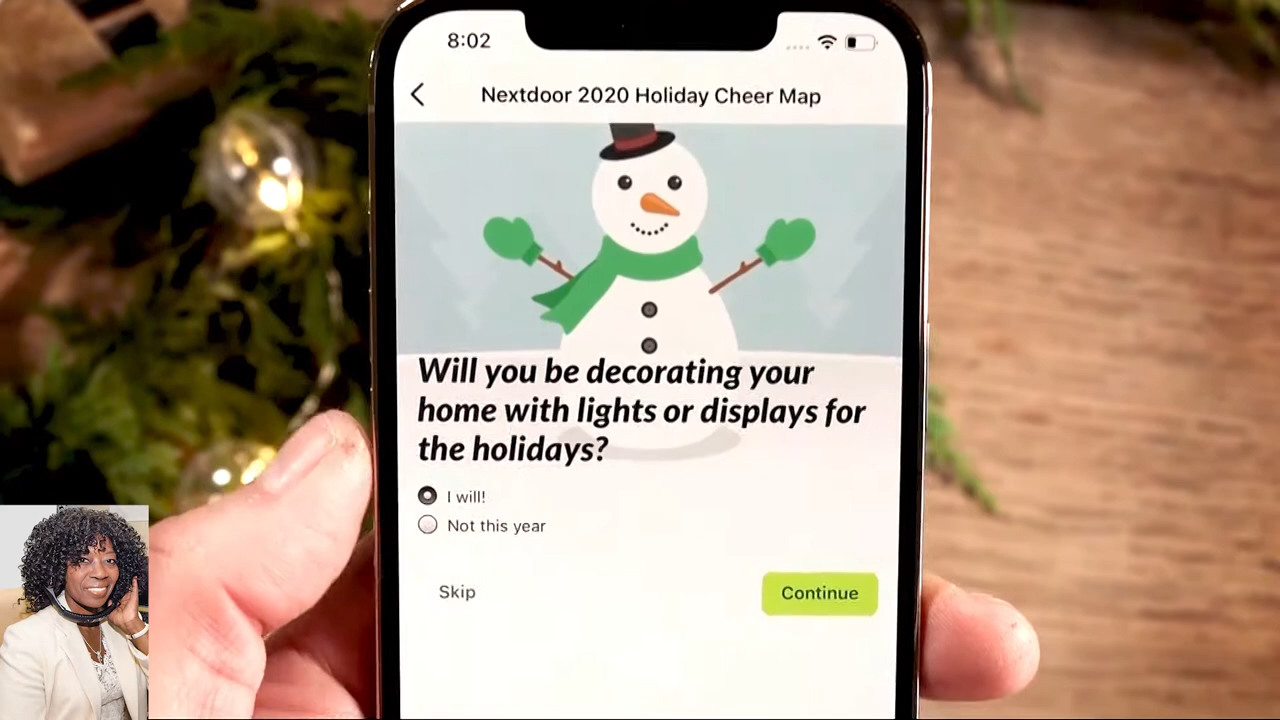 8:02
Nextdoor 2020 Holiday Cheer Map
Will you be decorating your
home with lights or displays for
the holidays?
I will!
Not this year
Skip
Continue